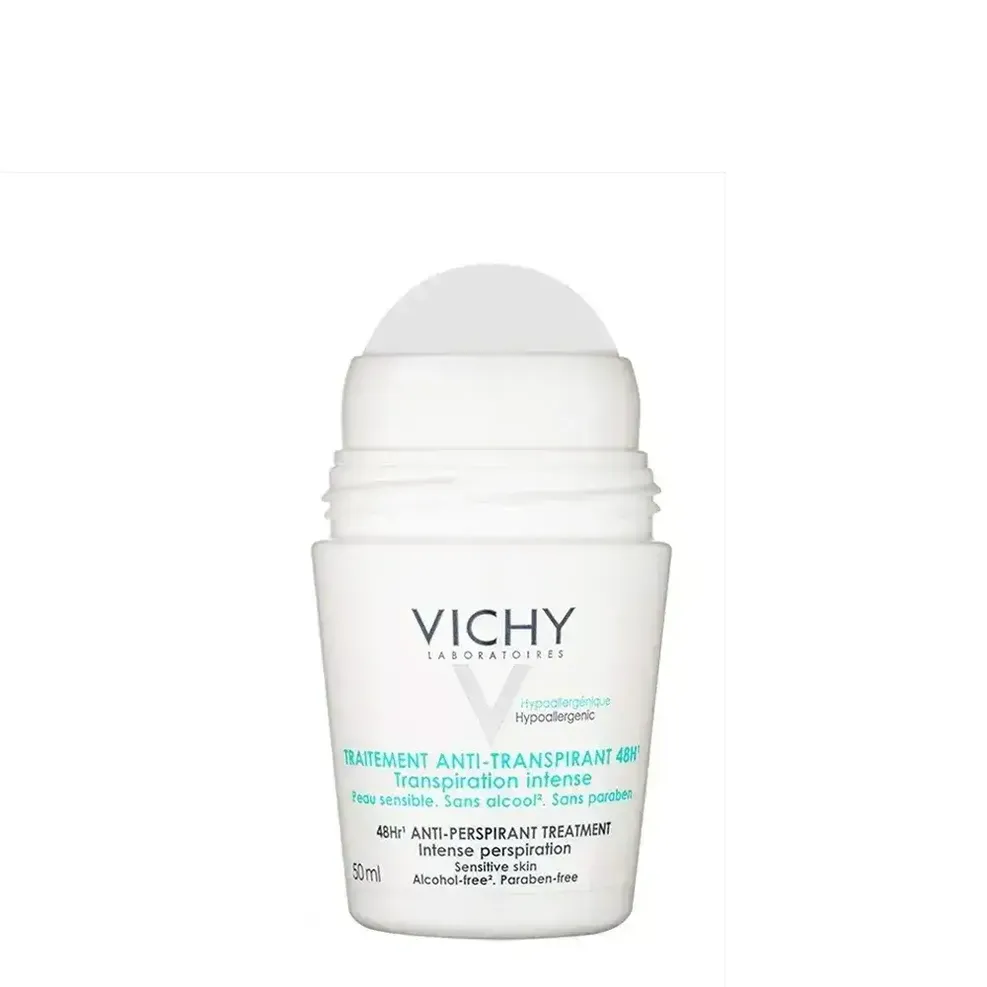 VICHY
LABORATOIRES
Hypoallergénique
Hypoallergenic
TRAITEMENT ANTI-TRANSPIRANT 48H¹
Transpiration intense
Peau sensible. Sans alcool². Sans paraben
48Hr¹ ANTI-PERSPIRANT TREATMENT
Intense perspiration
Sensitive skin
50ml
Alcohol-free². Paraben-free